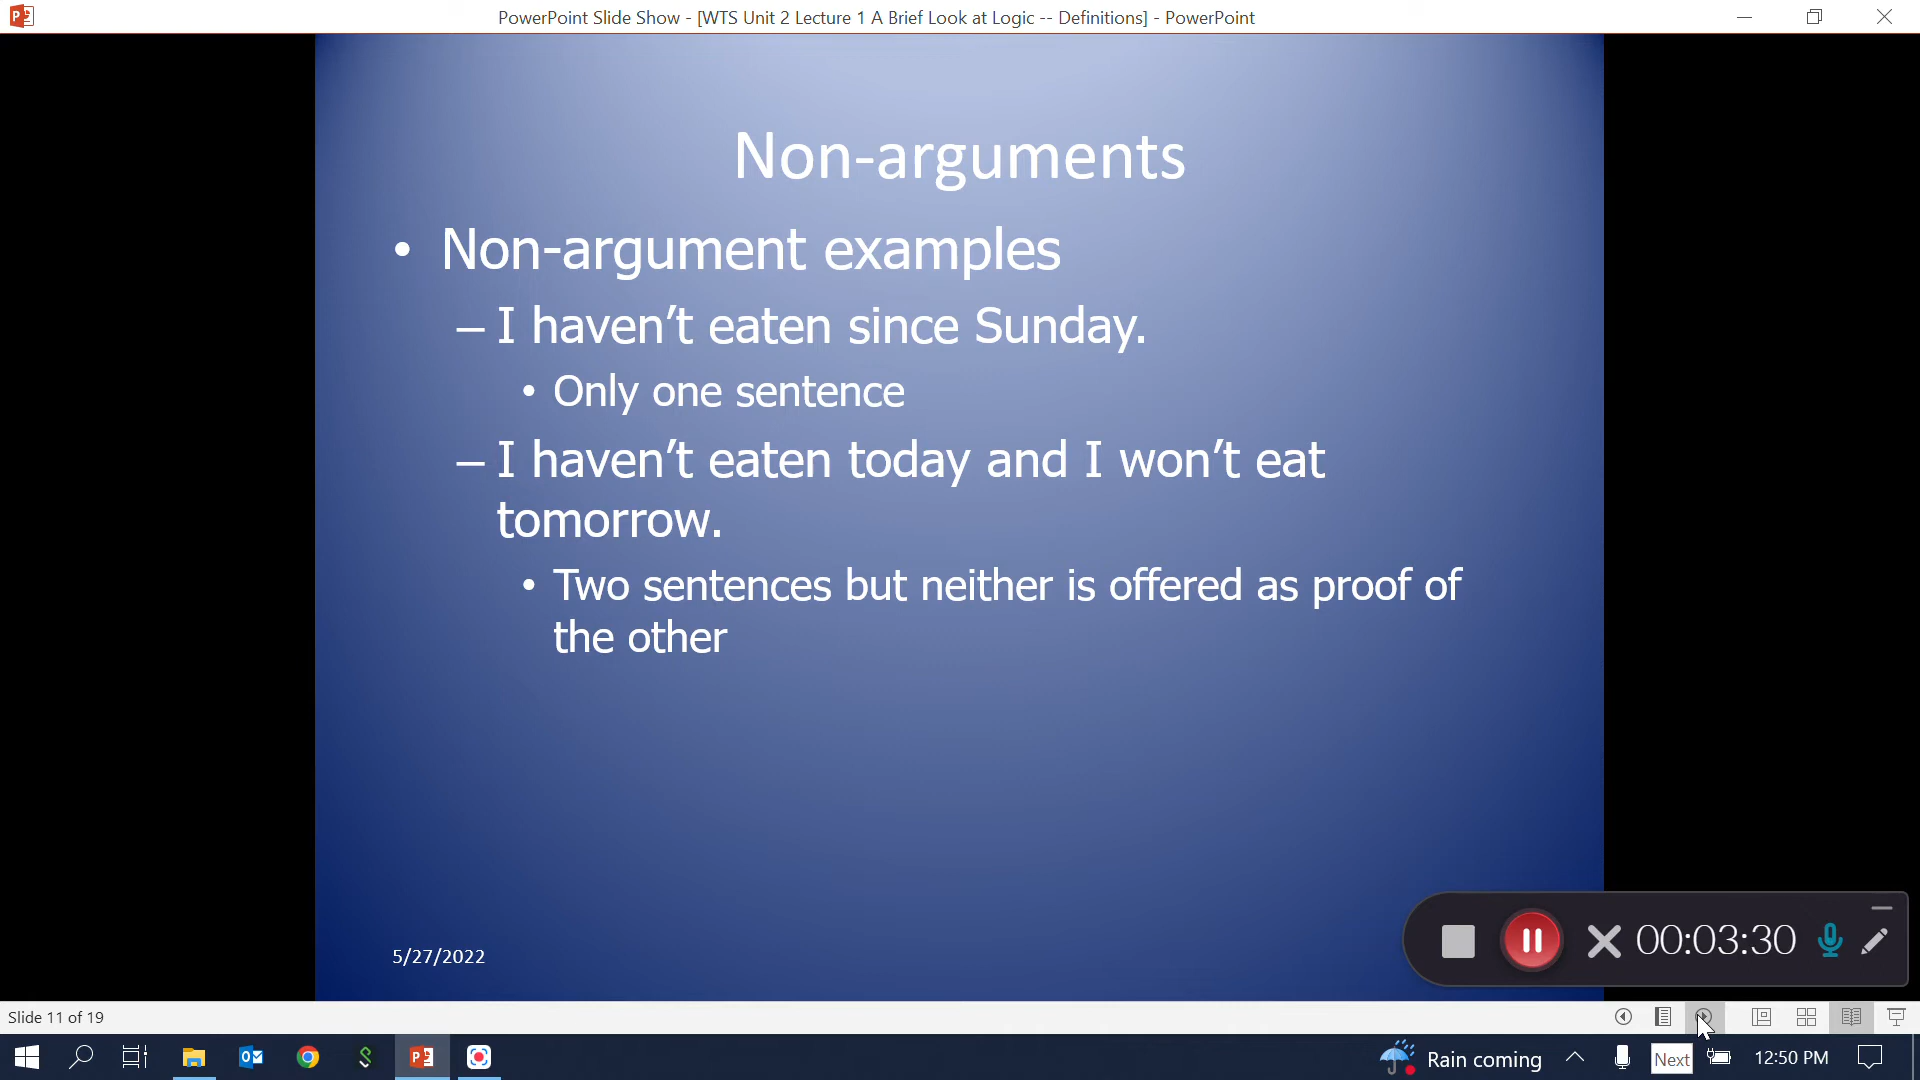 PowerPoint Slide Show - [WTS Unit 2 Lecture 1 A Brief Look at Logic -- Definitions] - PowerPoint
Non-arguments
• Non-argument examples
– I haven’t eaten since Sunday.
• Only one sentence
– I haven’t eaten today and I won’t eat
tomorrow.
• Two sentences but neither is offered as proof of
the other
5/27/2022
00:03:30
Slide 11 of 19
Rain coming
Next
12:50 PM